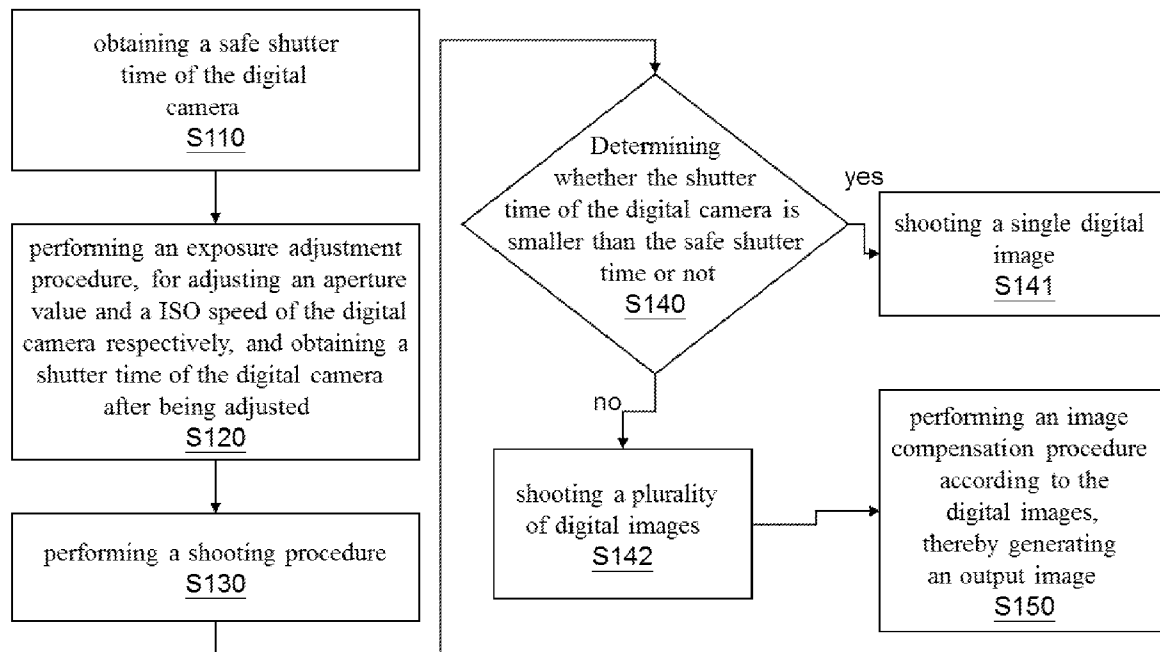 obtaining a safe shutter
time of the digital
camera
S110
performing an exposure adjustment
procedure, for adjusting an aperture
value and a ISO speed of the digital
camera respectively, and obtaining a
shutter time of the digital camera
after being adjusted
S120
performing a shooting procedure
S130
Determining
whether the shutter
time of the digital camera is
smaller than the safe shutter
time or not
S140
yes
shooting a single digital
image
S141
no
shooting a plurality
of digital images
S142
performing an image
compensation procedure
according to the
digital images,
thereby generating
an output image
S150